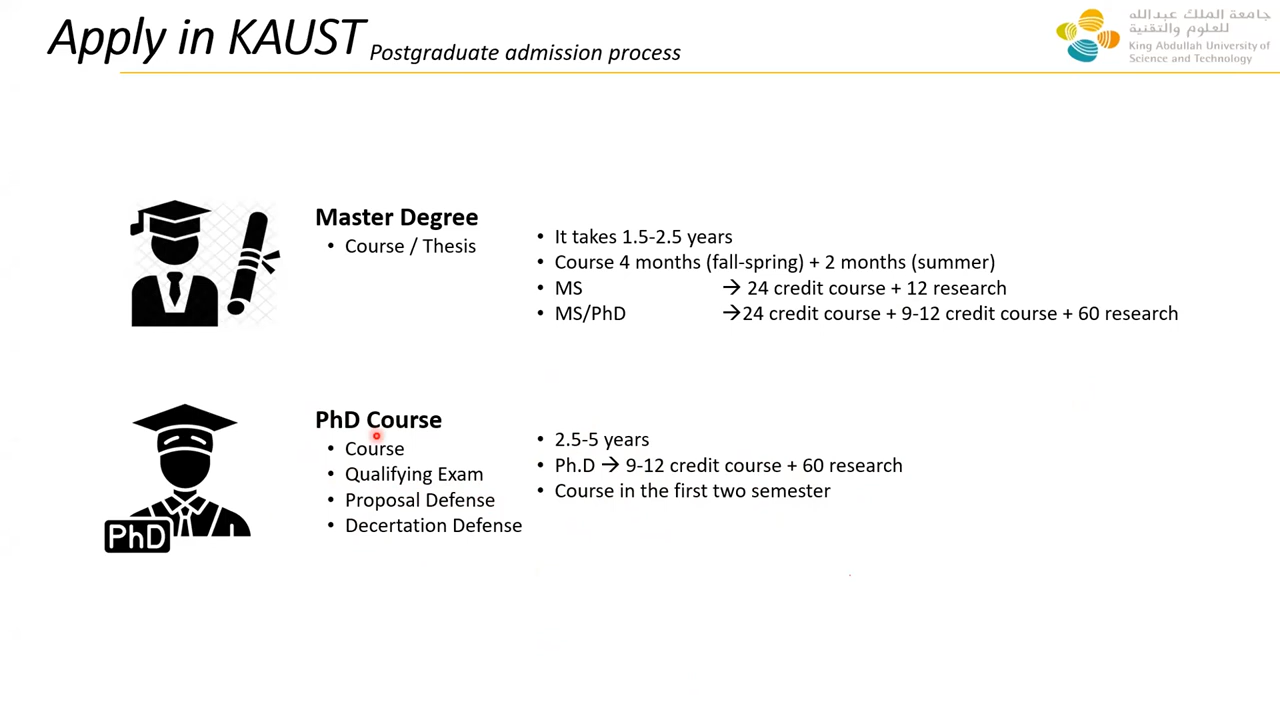 Apply in KAUST Postgraduate admission process
جامعة الملك عبدالله
للعلوم والتقنية
King Abdullah University of
Science and Technology
Master Degree
• Course / Thesis
• It takes 1.5-2.5 years
• Course 4 months (fall-spring) + 2 months (summer)
• MS → 24 credit course + 12 research
• MS/PhD →24 credit course + 9-12 credit course + 60 research
PhD
PhD Course
• Course
• Qualifying Exam
• Proposal Defense
• Decertation Defense
• 2.5-5 years
• Ph.D → 9-12 credit course + 60 research
• Course in the first two semester